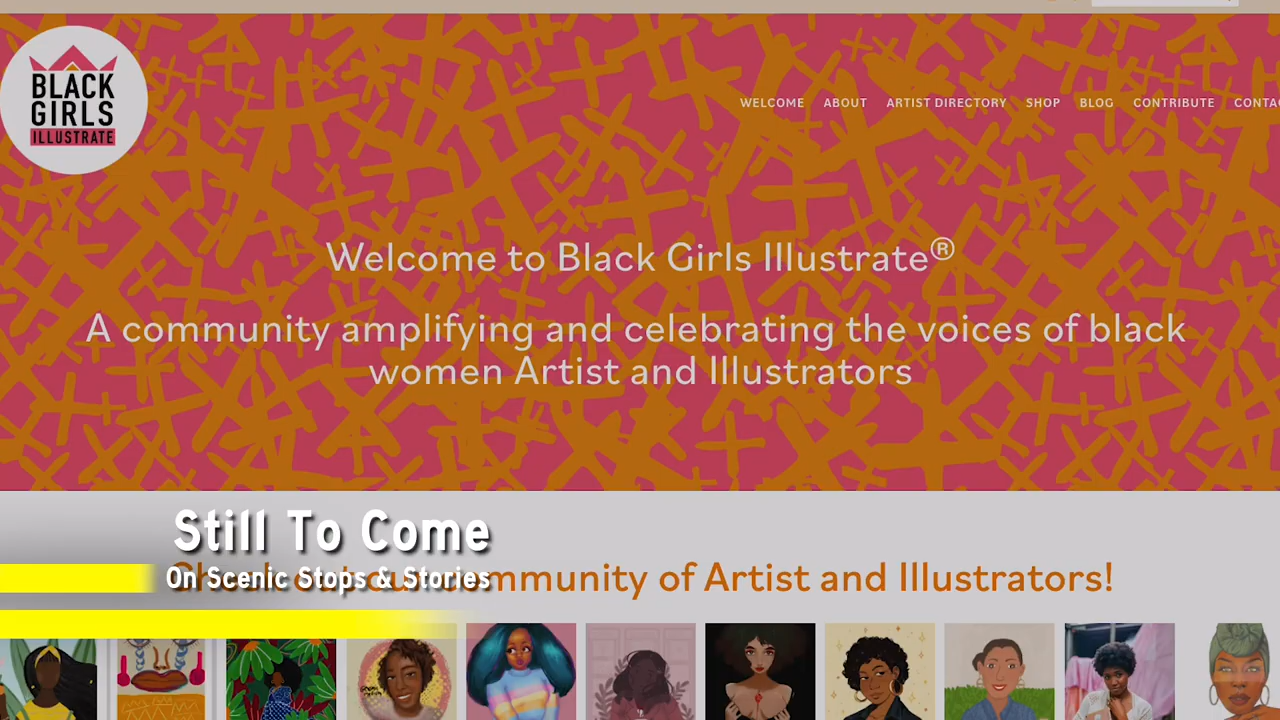 BLACK
GIRLS
ILLUSTRATE
WELCOME ABOUT ARTIST DIRECTORY SHOP BLOG CONTRIBUTE
Welcome to Black Girls Illustrate®
A community amplifying and celebrating the voices of black
women Artist and Illustrators
Still To Come
On Scenic Stops & Stories
community of Artist and Illustrators!